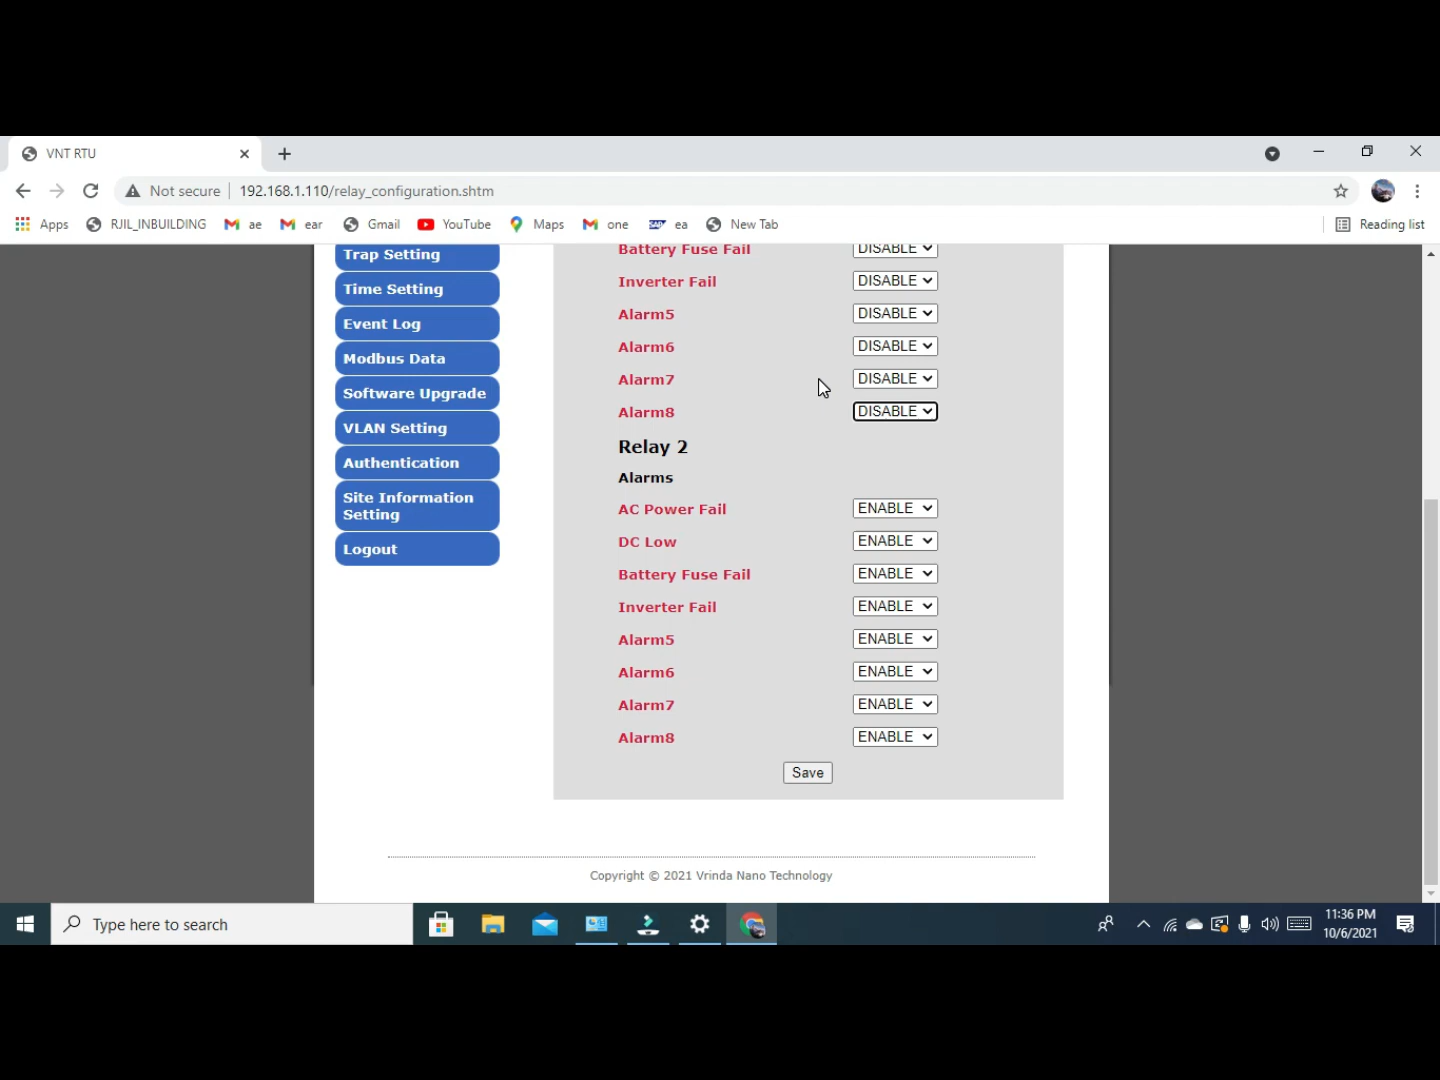 VNT RTU
Not secure 192.168.1.110/relay_configuration.shtm
Apps RJIL_INBUILDING ae ear Gmail YouTube Maps one SAP ea New Tab Reading list
Trap Setting
Time Setting
Event Log
Modbus Data
Software Upgrade
VLAN Setting
Authentication
Site Information
Setting
Logout
Battery Fuse Fail DISABLE
Inverter Fail DISABLE
Alarm5 DISABLE
Alarm6 DISABLE
Alarm7 DISABLE
Alarm8 DISABLE
Relay 2
Alarms
AC Power Fail ENABLE
DC Low ENABLE
Battery Fuse Fail ENABLE
Inverter Fail ENABLE
Alarm5 ENABLE
Alarm6 ENABLE
Alarm7 ENABLE
Alarm8 ENABLE
Save
Copyright © 2021 Vrinda Nano Technology
Type here to search
11:36 PM
10/6/2021